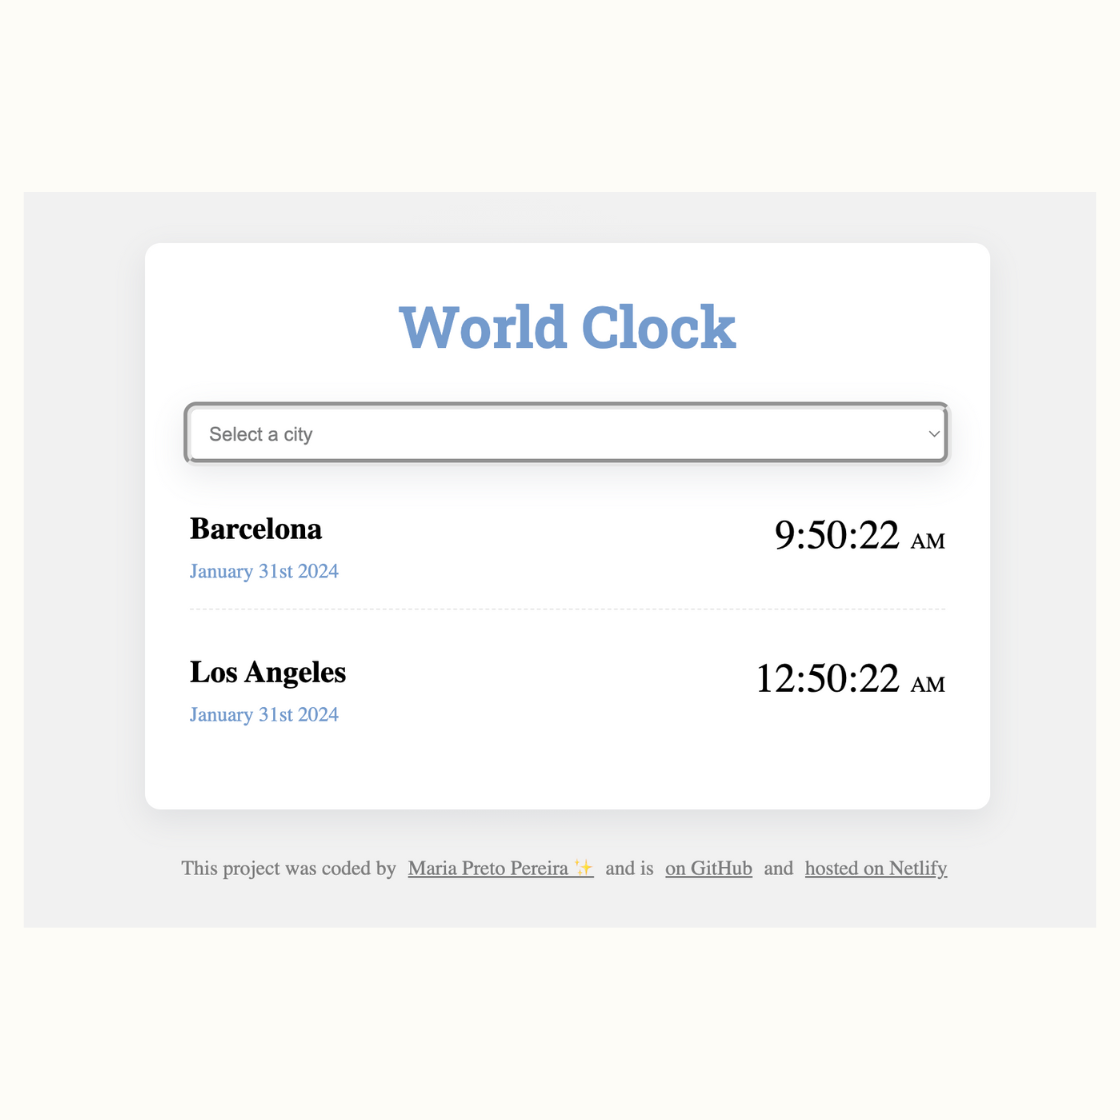 World Clock
Select a city
Barcelona
9:50:22 AM
January 31st 2024
Los Angeles
12:50:22 AM
January 31st 2024
This project was coded by Maria Preto Pereira ✨ and is on GitHub and hosted on Netlify